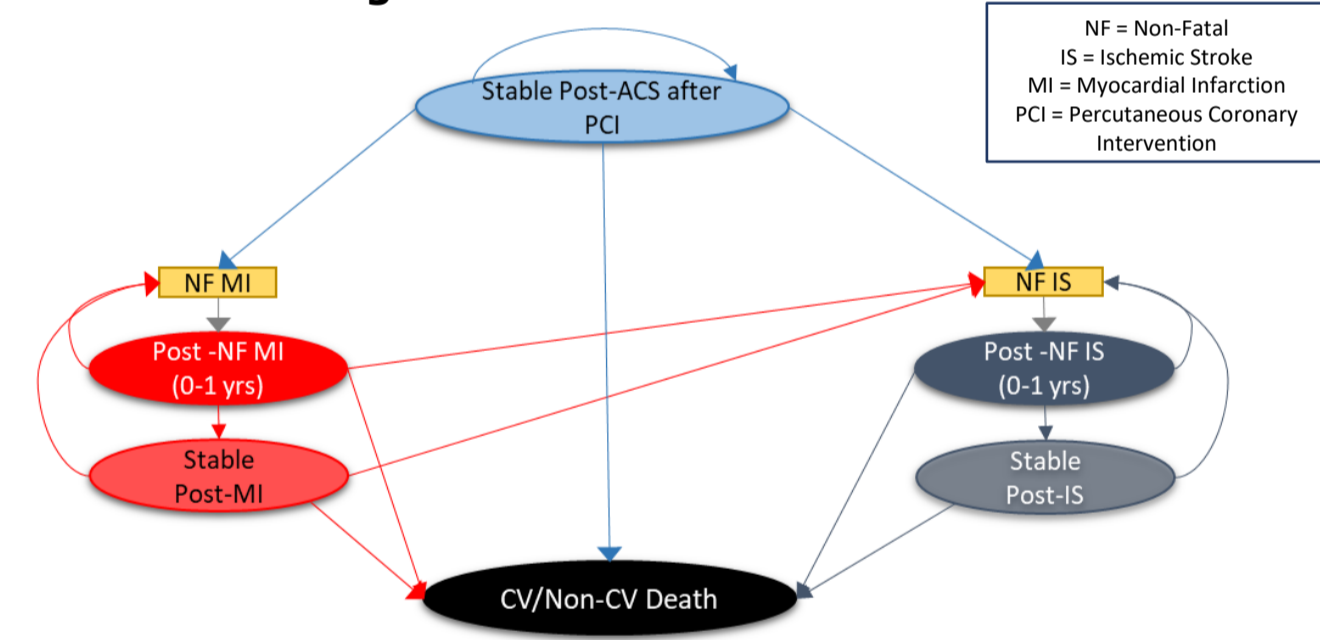 NF = Non-Fatal
IS = Ischemic Stroke
MI = Myocardial Infarction
PCI = Percutaneous Coronary
Intervention
Stable Post-ACS after
PCI
NF MI
NF IS
Post -NF MI
(0-1 yrs)
Post -NF IS
(0-1 yrs)
Stable
Post-MI
Stable
Post-IS
CV/Non-CV Death